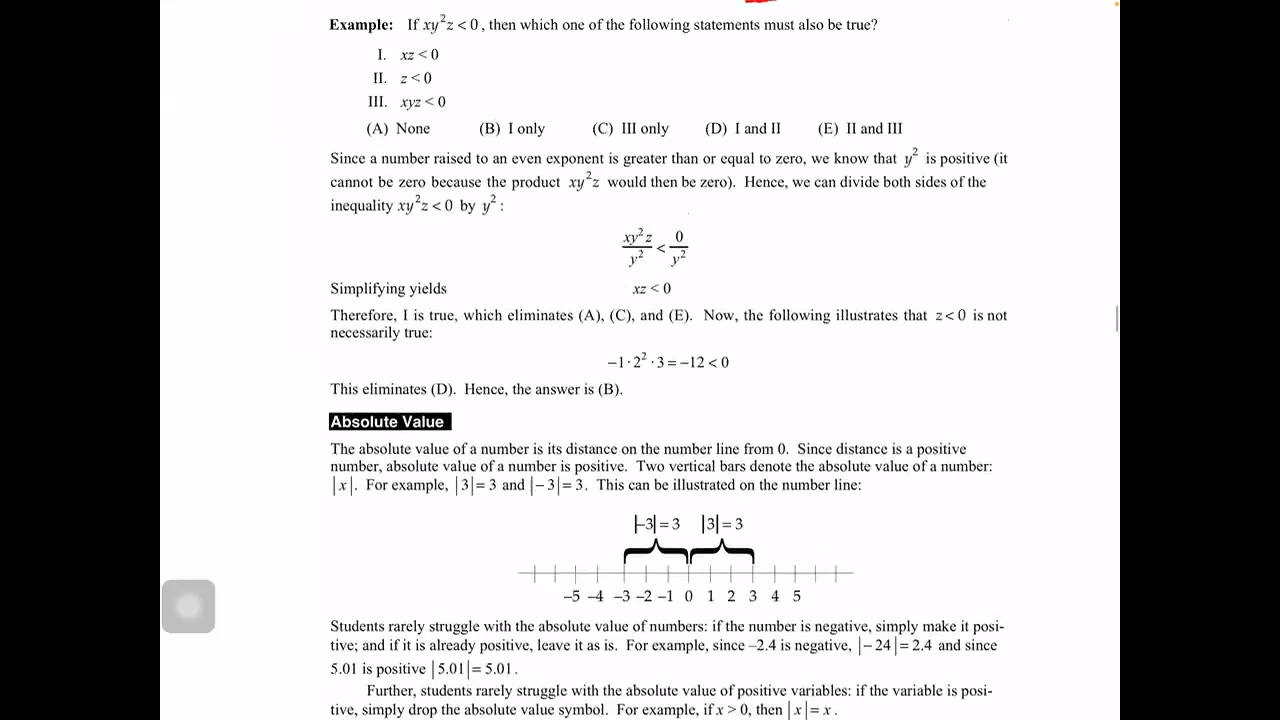 Example: If xy²z < 0, then which one of the following statements must also be true?
I. xz < 0
II. z < 0
III. xyz < 0
(A) None (B) I only (C) III only (D) I and II (E) II and III
Since a number raised to an even exponent is greater than or equal to zero, we know that y² is positive (it
cannot be zero because the product xy²z would then be zero). Hence, we can divide both sides of the
inequality xy²z < 0 by y²:
xy²z/y² < 0/y²
Simplifying yields xz < 0
Therefore, I is true, which eliminates (A), (C), and (E). Now, the following illustrates that z < 0 is not
necessarily true:
−1·2²·3 = −12 < 0
This eliminates (D). Hence, the answer is (B).
Absolute Value
The absolute value of a number is its distance on the number line from 0. Since distance is a positive
number, absolute value of a number is positive. Two vertical bars denote the absolute value of a number:
|x|. For example, |3| = 3 and |−3| = 3. This can be illustrated on the number line:
|−3| = 3 |3| = 3
−5 −4 −3 −2 −1 0 1 2 3 4 5
Students rarely struggle with the absolute value of numbers: if the number is negative, simply make it posi-
tive; and if it is already positive, leave it as is. For example, since −2.4 is negative, |−24| = 2.4 and since
5.01 is positive |5.01| = 5.01.
Further, students rarely struggle with the absolute value of positive variables: if the variable is posi-
tive, simply drop the absolute value symbol. For example, if x > 0, then |x| = x.